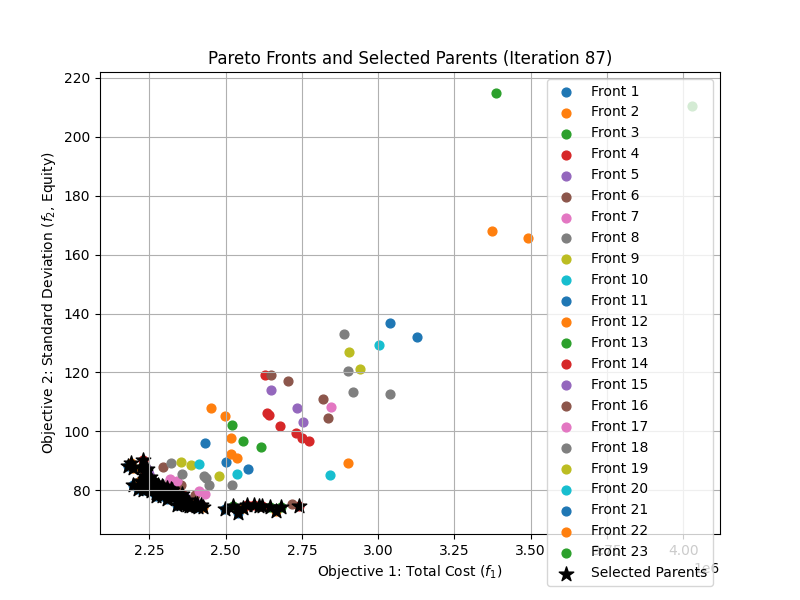 Pareto Fronts and Selected Parents (Iteration 87)
Objective 2: Standard Deviation (f₂, Equity)
220
200
180
160
140
120
100
80
2.25
2.50
2.75
3.00
3.25
3.50
4.00
Objective 1: Total Cost (f₁)
Front 1
Front 2
Front 3
Front 4
Front 5
Front 6
Front 7
Front 8
Front 9
Front 10
Front 11
Front 12
Front 13
Front 14
Front 15
Front 16
Front 17
Front 18
Front 19
Front 20
Front 21
Front 22
Front 23
Selected Parents